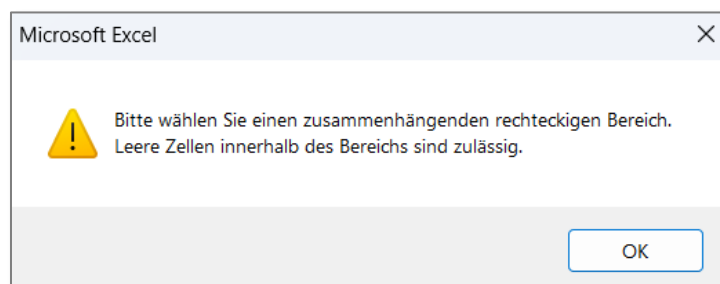 Microsoft Excel
Bitte wählen Sie einen zusammenhängenden rechteckigen Bereich.
Leere Zellen innerhalb des Bereichs sind zulässig.
OK